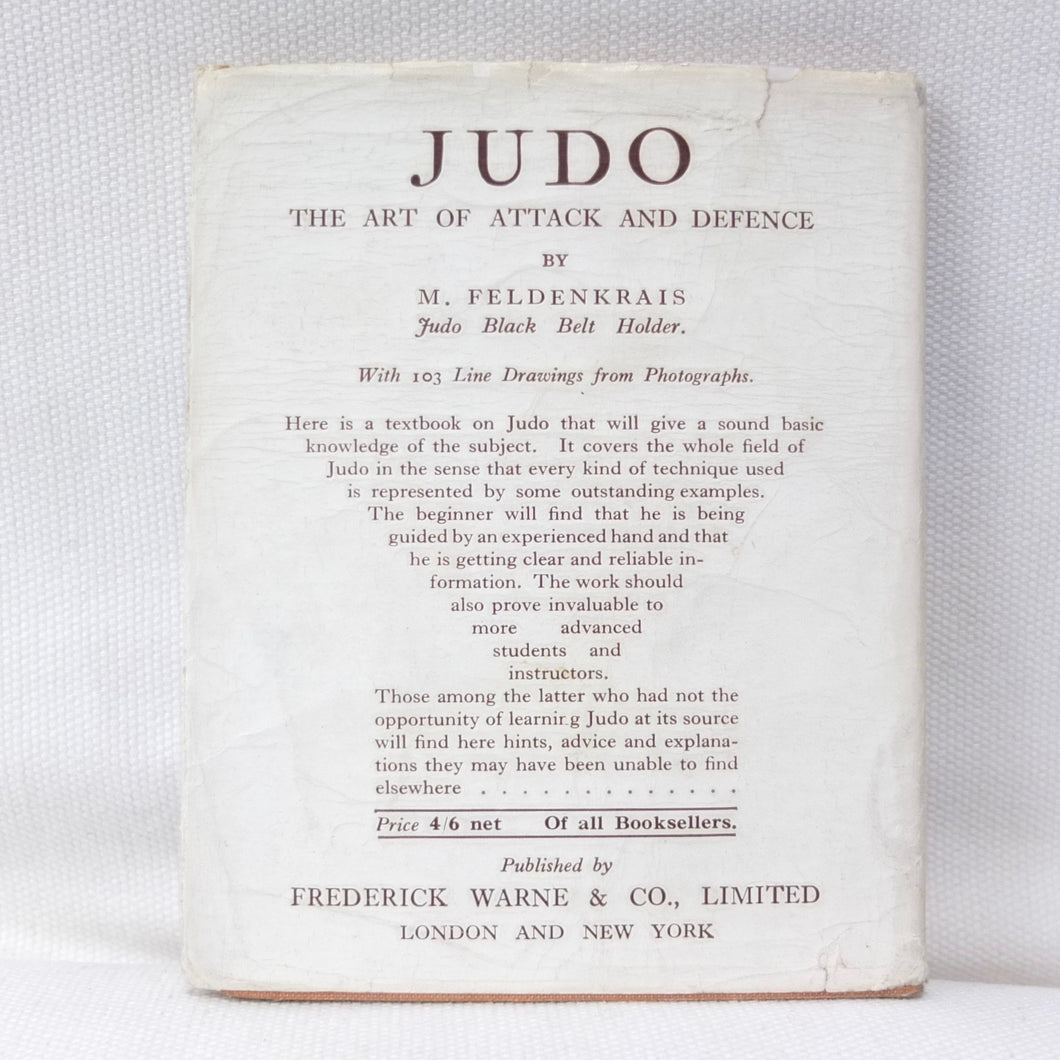 JUDO
THE ART OF ATTACK AND DEFENCE
BY
M. FELDENKRAIS
Judo Black Belt Holder.
With 103 Line Drawings from Photographs.
Here is a textbook on Judo that will give a sound basic
knowledge of the subject. It covers the whole field of
Judo in the sense that every kind of technique used
is represented by some outstanding examples.
The beginner will find that he is being
guided by an experienced hand and that
he is getting clear and reliable in-
formation. The work should
also prove invaluable to
more advanced
students and
instructors.
Those among the latter who had not the
opportunity of learning Judo at its source
will find here hints, advice and explana-
tions they may have been unable to find
elsewhere . . . . . . . . . . . . .
Price 4/6 net Of all Booksellers.
Published by
FREDERICK WARNE & CO., LIMITED
LONDON AND NEW YORK